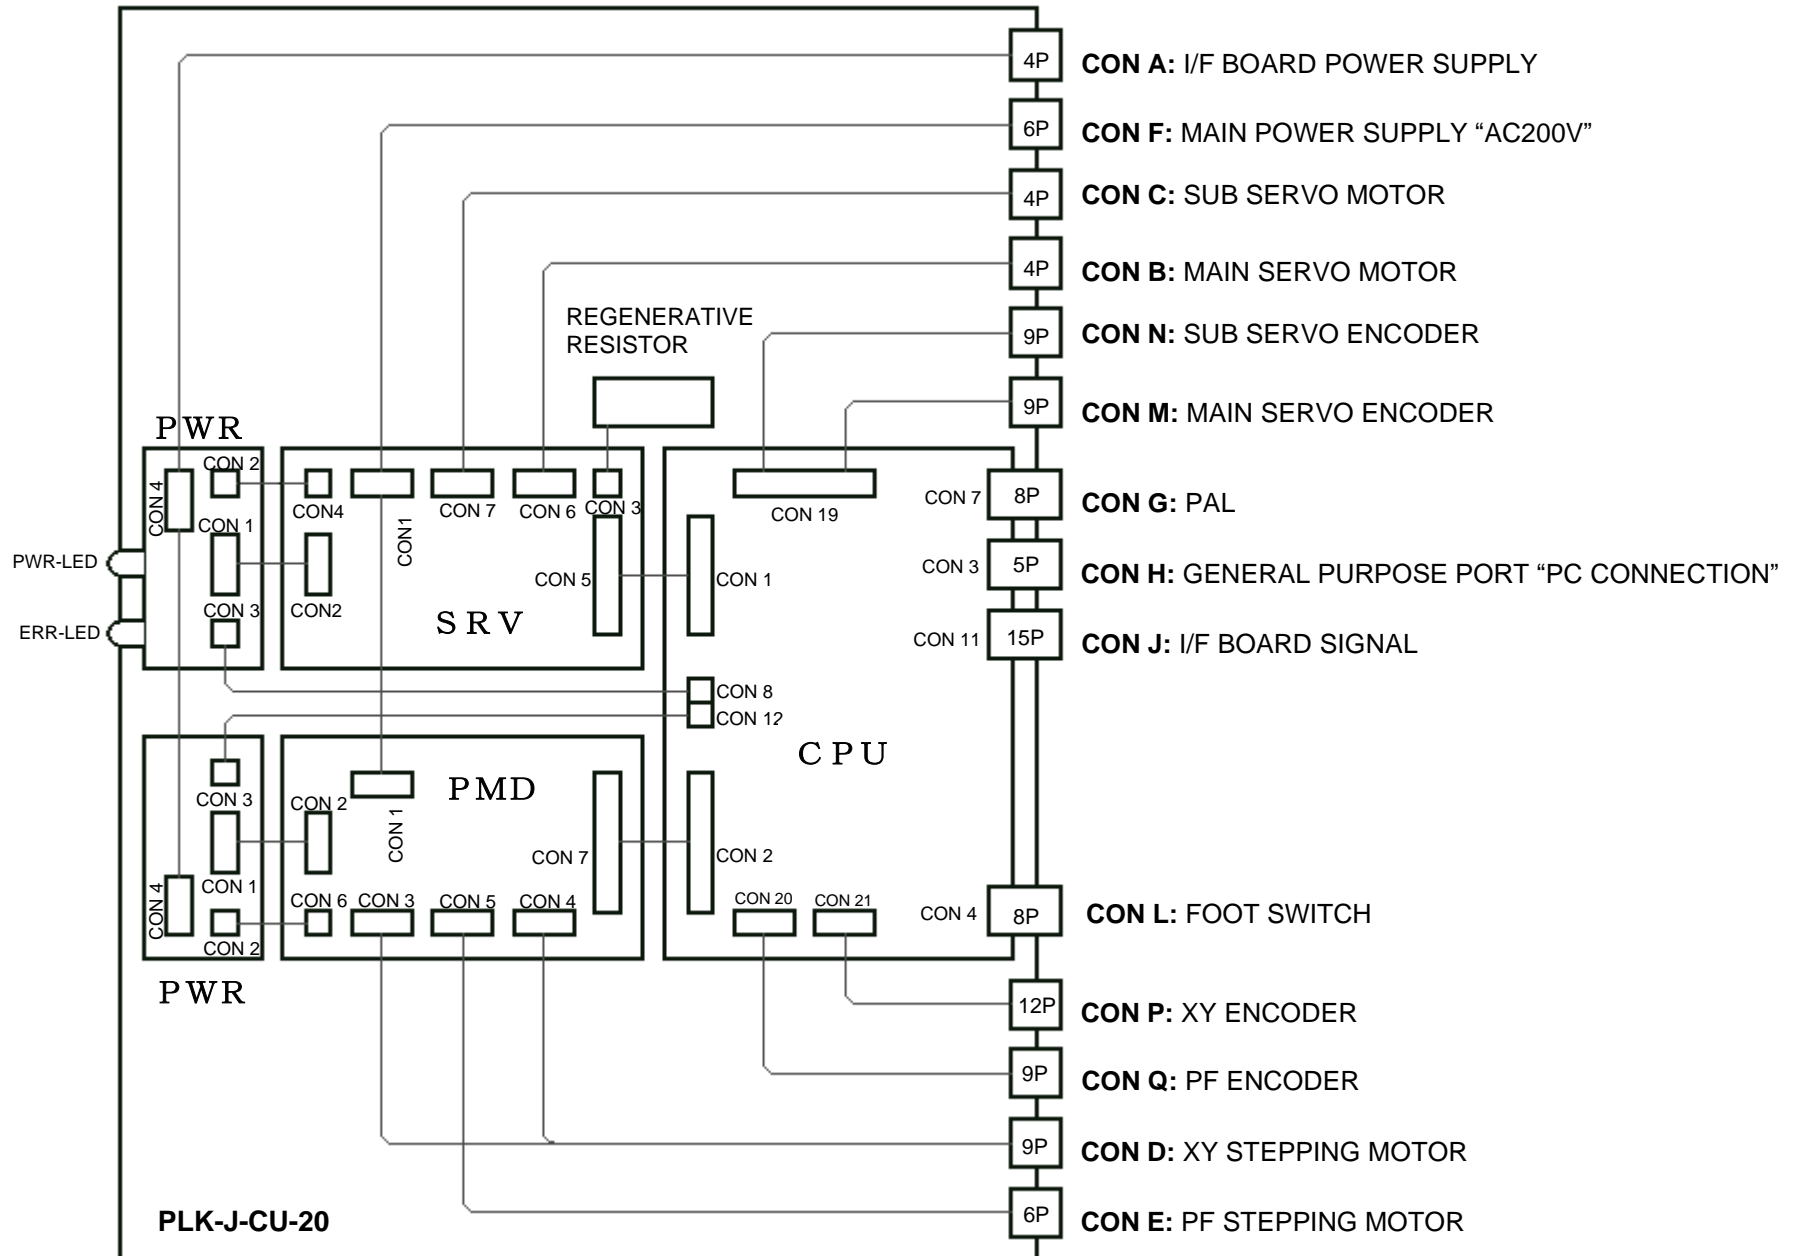 4P CON A: I/F BOARD POWER SUPPLY
6P CON F: MAIN POWER SUPPLY “AC200V”
4P CON C: SUB SERVO MOTOR
4P CON B: MAIN SERVO MOTOR
REGENERATIVE
RESISTOR
9P CON N: SUB SERVO ENCODER
9P CON M: MAIN SERVO ENCODER
PWR
CON 2
CON 4
CON 1
CON 3
PWR-LED
ERR-LED
CON4
CON1
CON 7
CON 6
CON 3
CON2
CON 5
SRV
CON 19
CON 1
CON 8
CON 12
CPU
CON 2
CON 20
CON 21
CON 7 8P CON G: PAL
CON 3 5P CON H: GENERAL PURPOSE PORT “PC CONNECTION”
CON 11 15P CON J: I/F BOARD SIGNAL
CON 3
CON 1
CON 4
CON 2
PWR
CON 2
CON 1
PMD
CON 7
CON 6
CON 3
CON 5
CON 4
CON 4 8P CON L: FOOT SWITCH
12P CON P: XY ENCODER
9P CON Q: PF ENCODER
9P CON D: XY STEPPING MOTOR
6P CON E: PF STEPPING MOTOR
PLK-J-CU-20